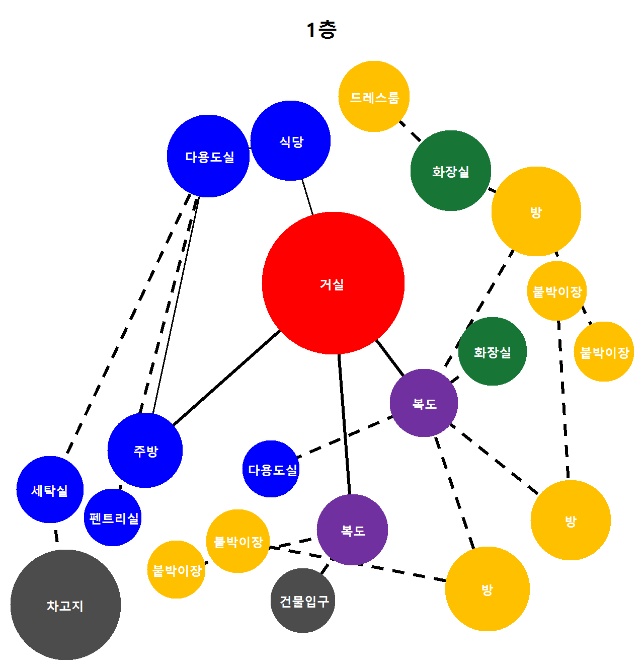 1층
드레스룸
식당
다용도실
화장실
방
거실
붙박이장
화장실
붙박이장
복도
주방
다용도실
세탁실
펜트리실
방
복도
붙박이장
붙박이장
방
건물입구
차고지